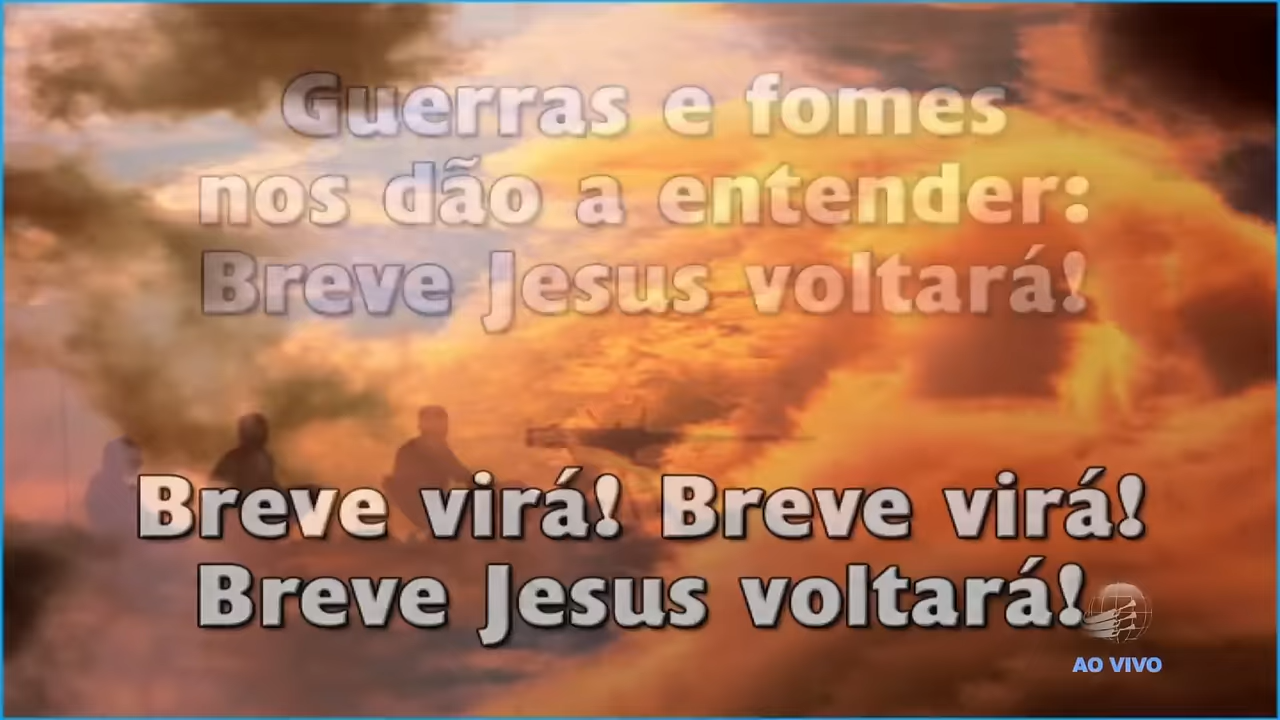 Guerras e fomes
nos dão a entender:
Breve Jesus voltará!
Breve virá! Breve virá!
Breve Jesus voltará!
AO VIVO